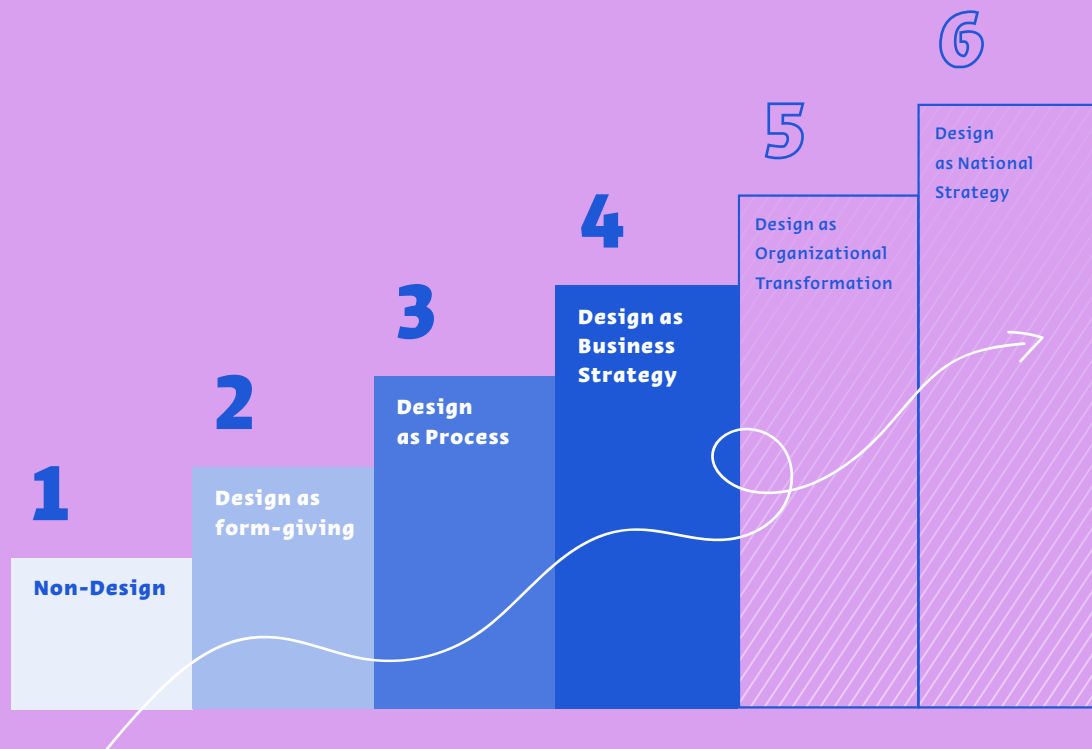 1
Non-Design
2
Design as
form-giving
3
Design
as Process
4
Design as
Business
Strategy
5
Design as
Organizational
Transformation
6
Design
as National
Strategy